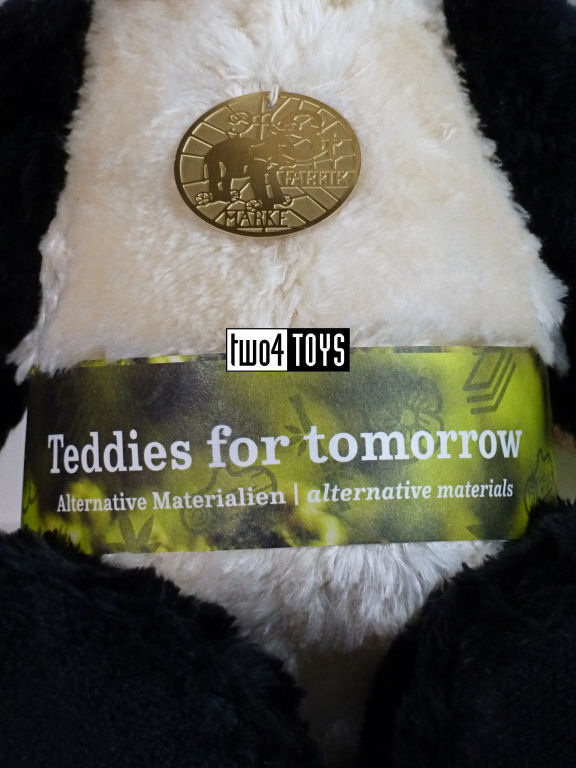 FABRIK
MARKE
two4TOYS
Teddies for tomorrow
Alternative Materialien | alternative materials